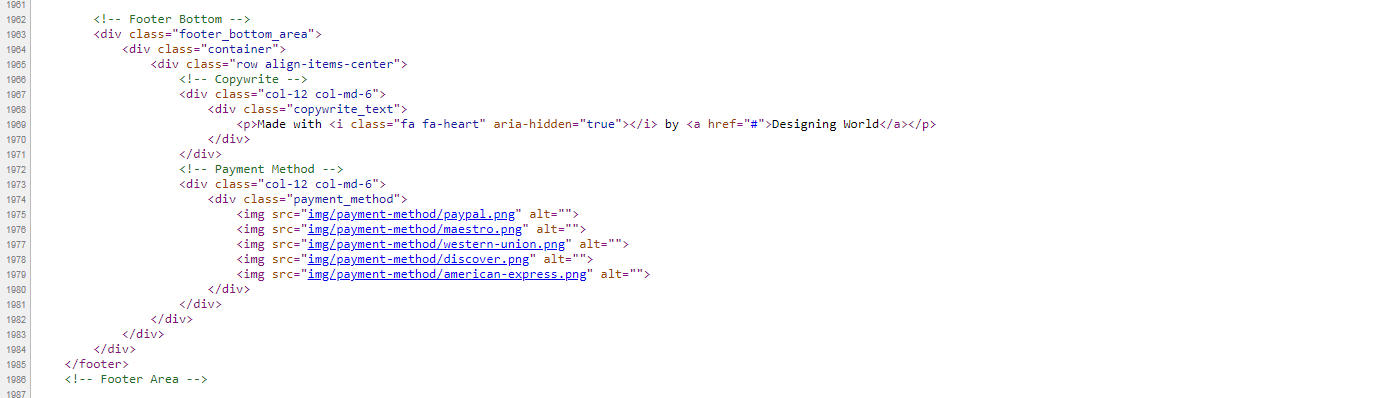 1961
1962 <!-- Footer Bottom -->
1963 <div class="footer_bottom_area">
1964 <div class="container">
1965 <div class="row align-items-center">
1966 <!-- Copywrite -->
1967 <div class="col-12 col-md-6">
1968 <div class="copywrite_text">
1969 <p>Made with <i class="fa fa-heart" aria-hidden="true"></i> by <a href="#">Designing World</a></p>
1970 </div>
1971 </div>
1972 <!-- Payment Method -->
1973 <div class="col-12 col-md-6">
1974 <div class="payment_method">
1975 <img src="img/payment-method/paypal.png" alt="">
1976 <img src="img/payment-method/maestro.png" alt="">
1977 <img src="img/payment-method/western-union.png" alt="">
1978 <img src="img/payment-method/discover.png" alt="">
1979 <img src="img/payment-method/american-express.png" alt="">
1980 </div>
1981 </div>
1982 </div>
1983 </div>
1984 </div>
1985 </footer>
1986 <!-- Footer Area -->
1987